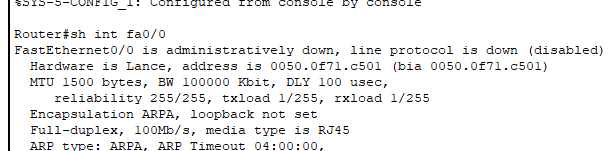 %SYS-5-CONFIG_I: Configured from console by console
Router#sh int fa0/0
FastEthernet0/0 is administratively down, line protocol is down (disabled)
Hardware is Lance, address is 0050.0f71.c501 (bia 0050.0f71.c501)
MTU 1500 bytes, BW 100000 Kbit, DLY 100 usec,
reliability 255/255, txload 1/255, rxload 1/255
Encapsulation ARPA, loopback not set
Full-duplex, 100Mb/s, media type is RJ45
ARP type: ARPA, ARP Timeout 04:00:00,